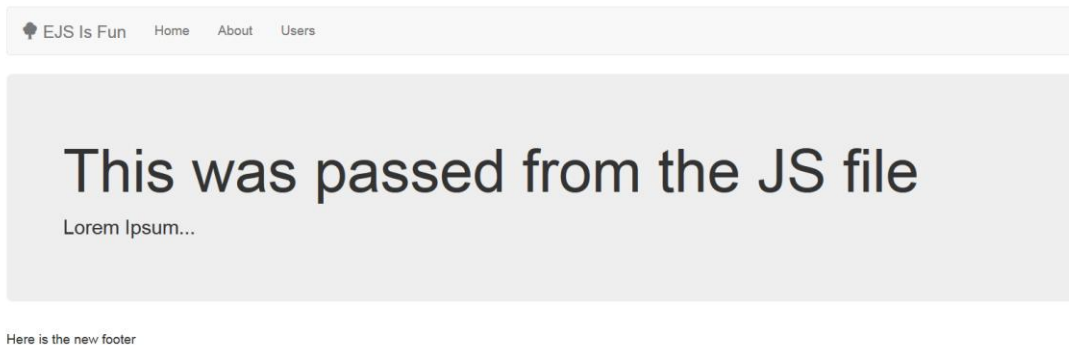 EJS Is Fun Home About Users
This was passed from the JS file
Lorem Ipsum...
Here is the new footer